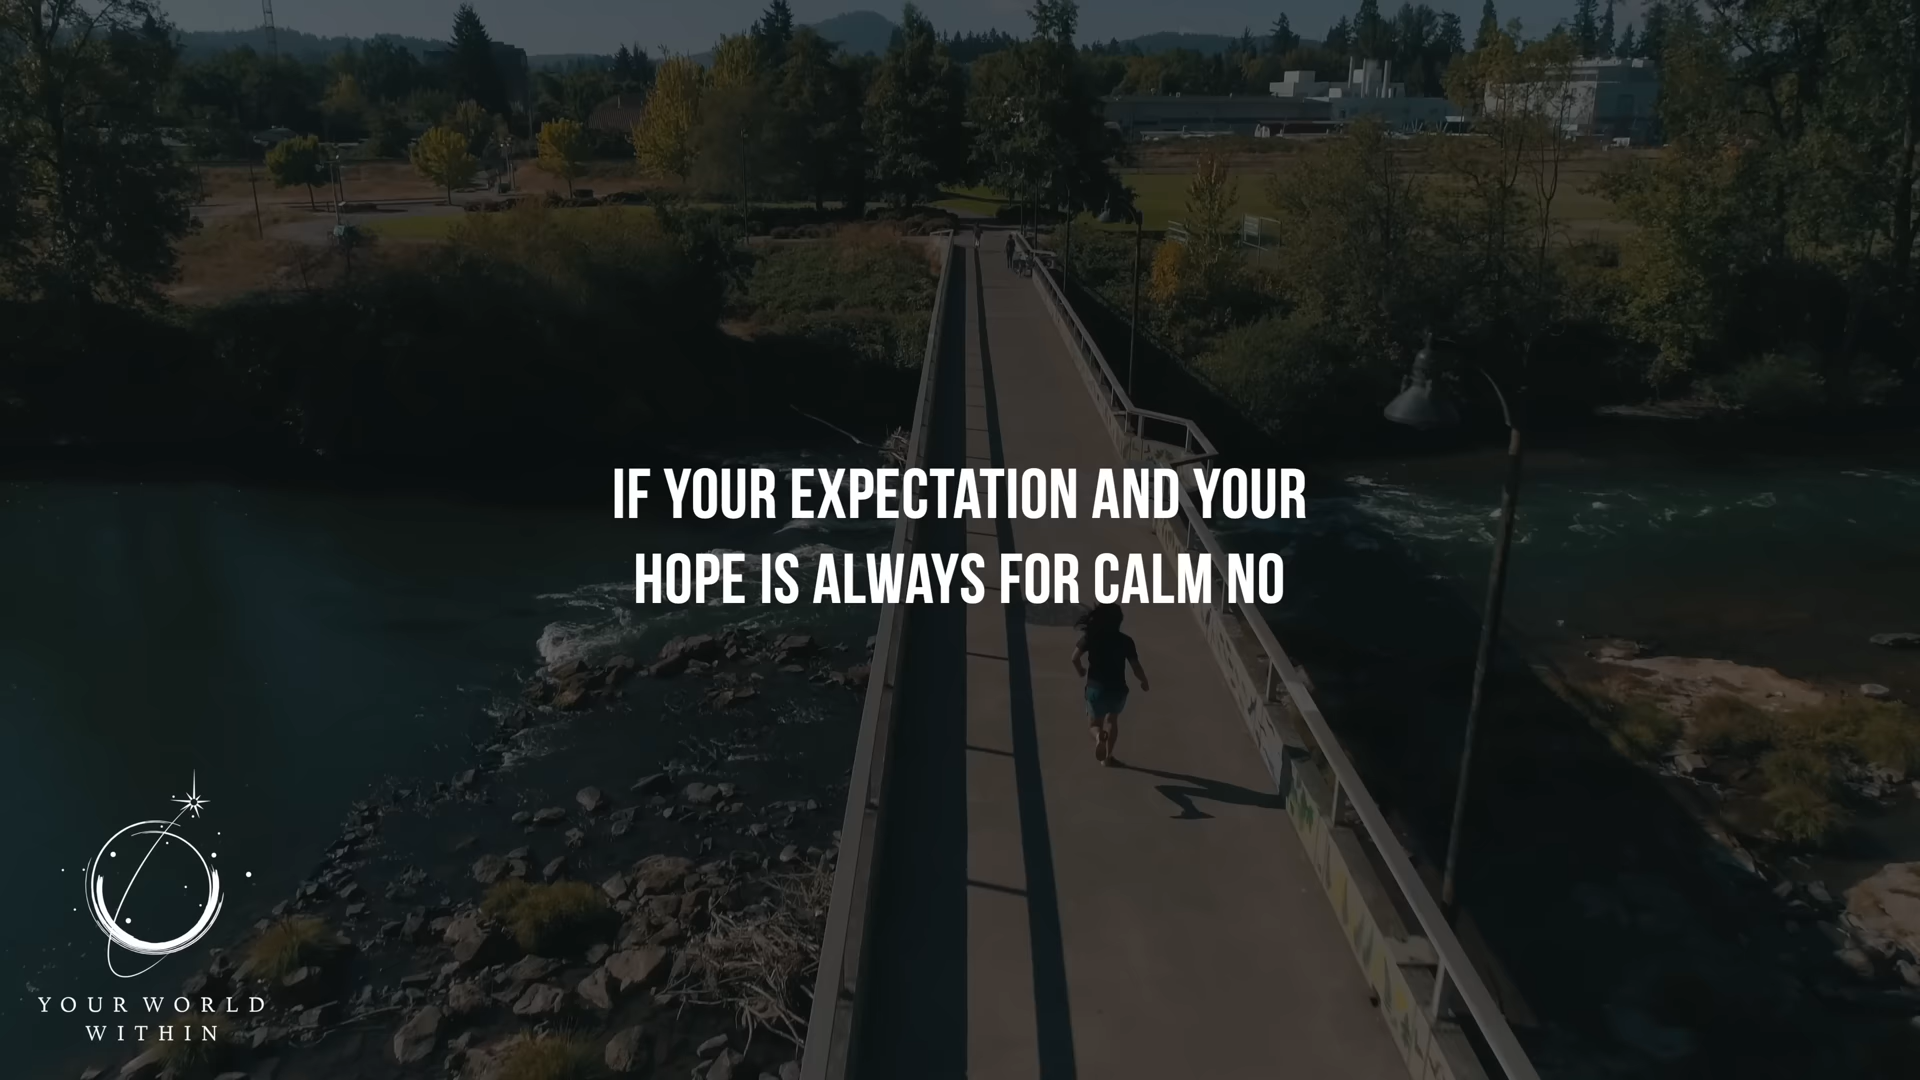 IF YOUR EXPECTATION AND YOUR
HOPE IS ALWAYS FOR CALM NO
YOUR WORLD
WITHIN